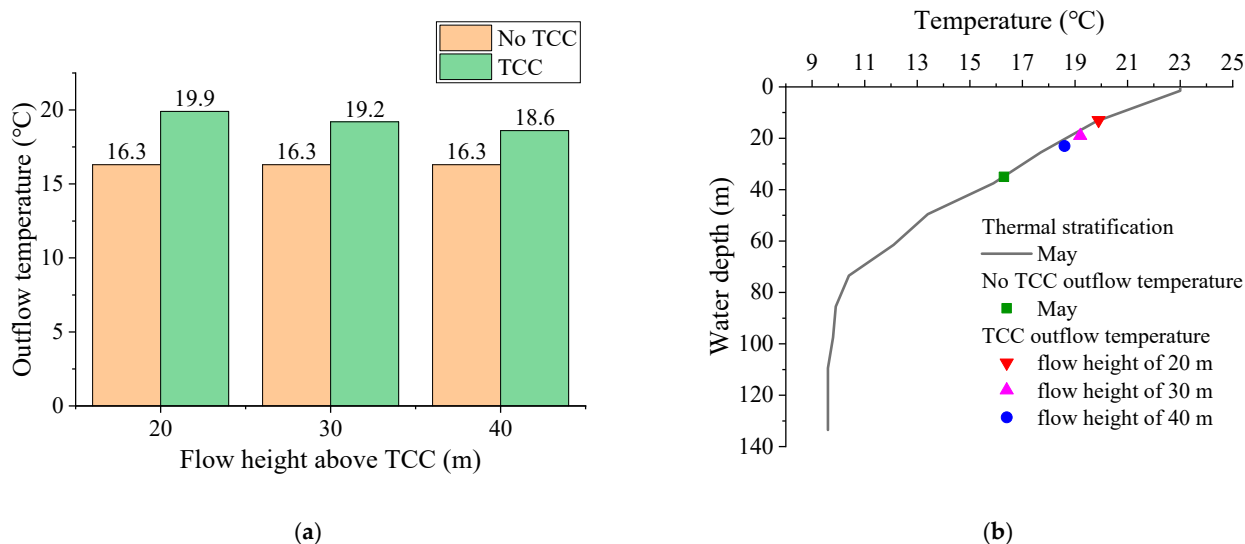 No TCC
TCC
Outflow temperature (℃)
20
15
10
5
0
16.3
19.9
16.3
19.2
16.3
18.6
20
30
40
Flow height above TCC (m)
(a)
Temperature (℃)
9 11 13 15 17 19 21 23 25
Water depth (m)
0
20
40
60
80
100
120
140
Thermal stratification
May
No TCC outflow temperature
May
TCC outflow temperature
flow height of 20 m
flow height of 30 m
flow height of 40 m
(b)